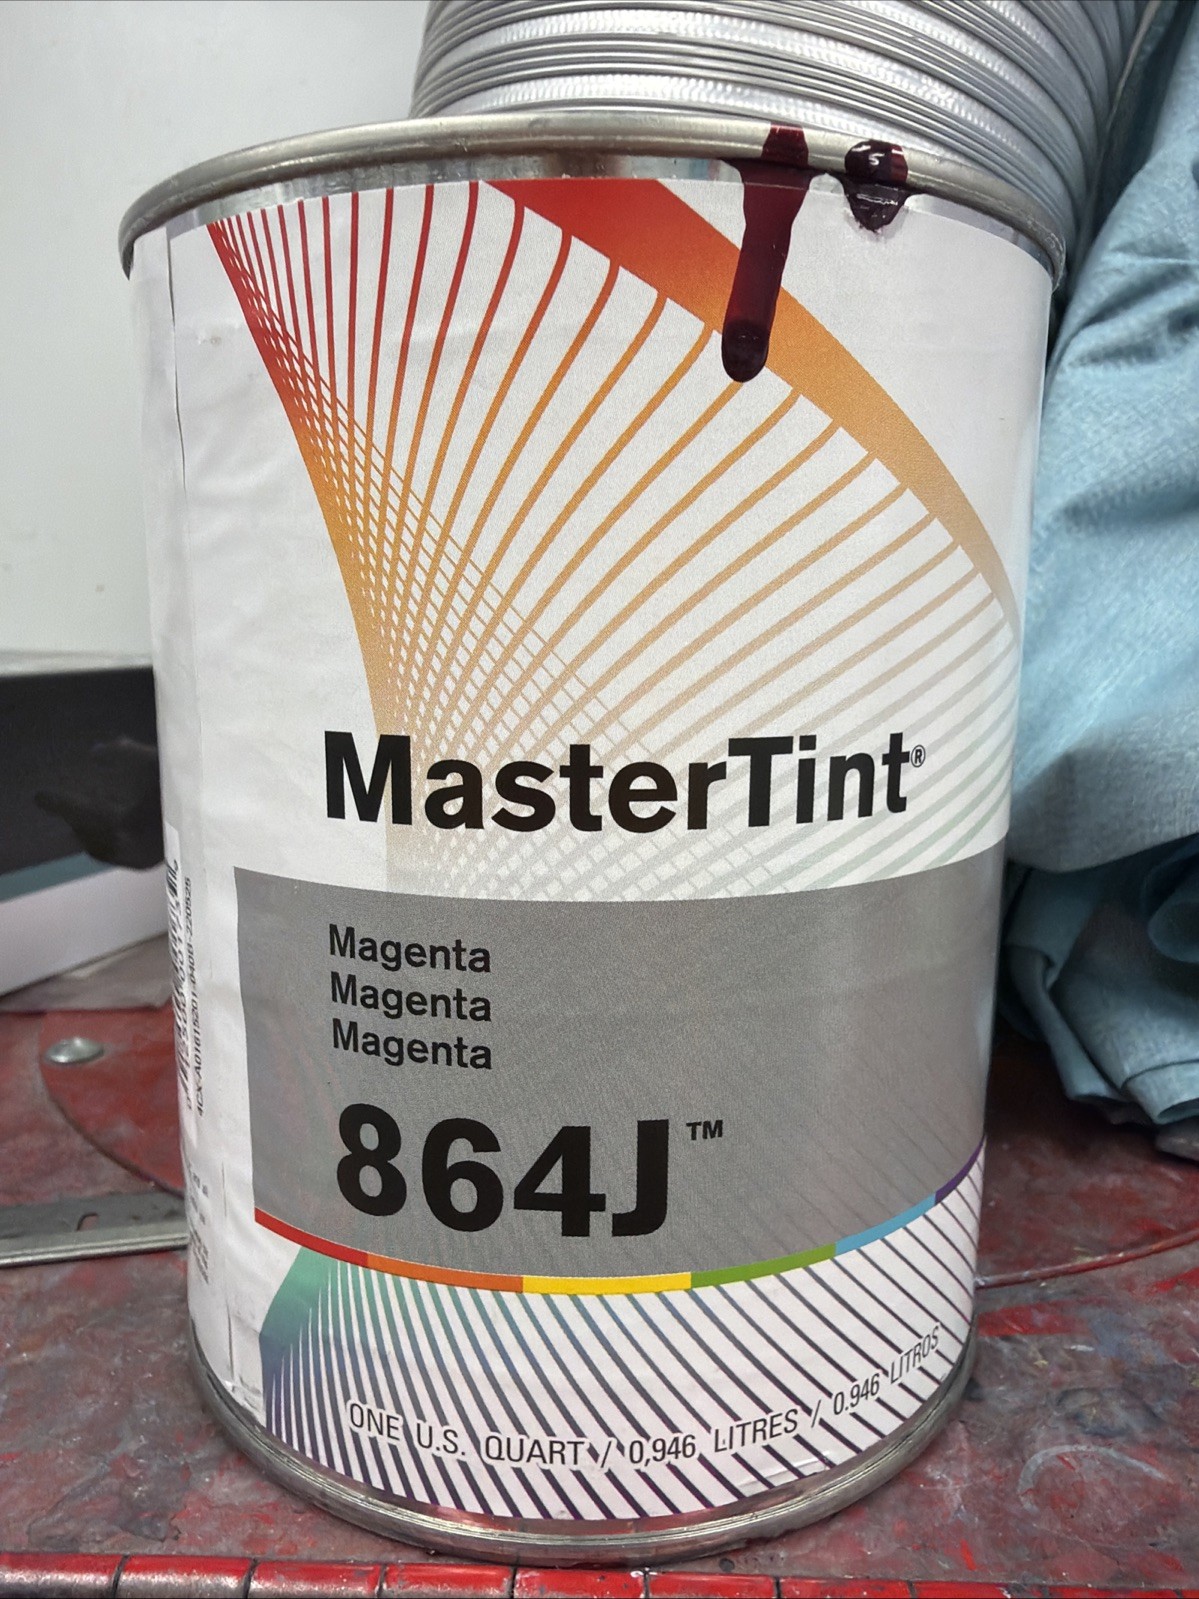 MasterTint®
Magenta
Magenta
Magenta
864J™
ONE U.S. QUART / 0,946 LITRES / 0.946 LITROS